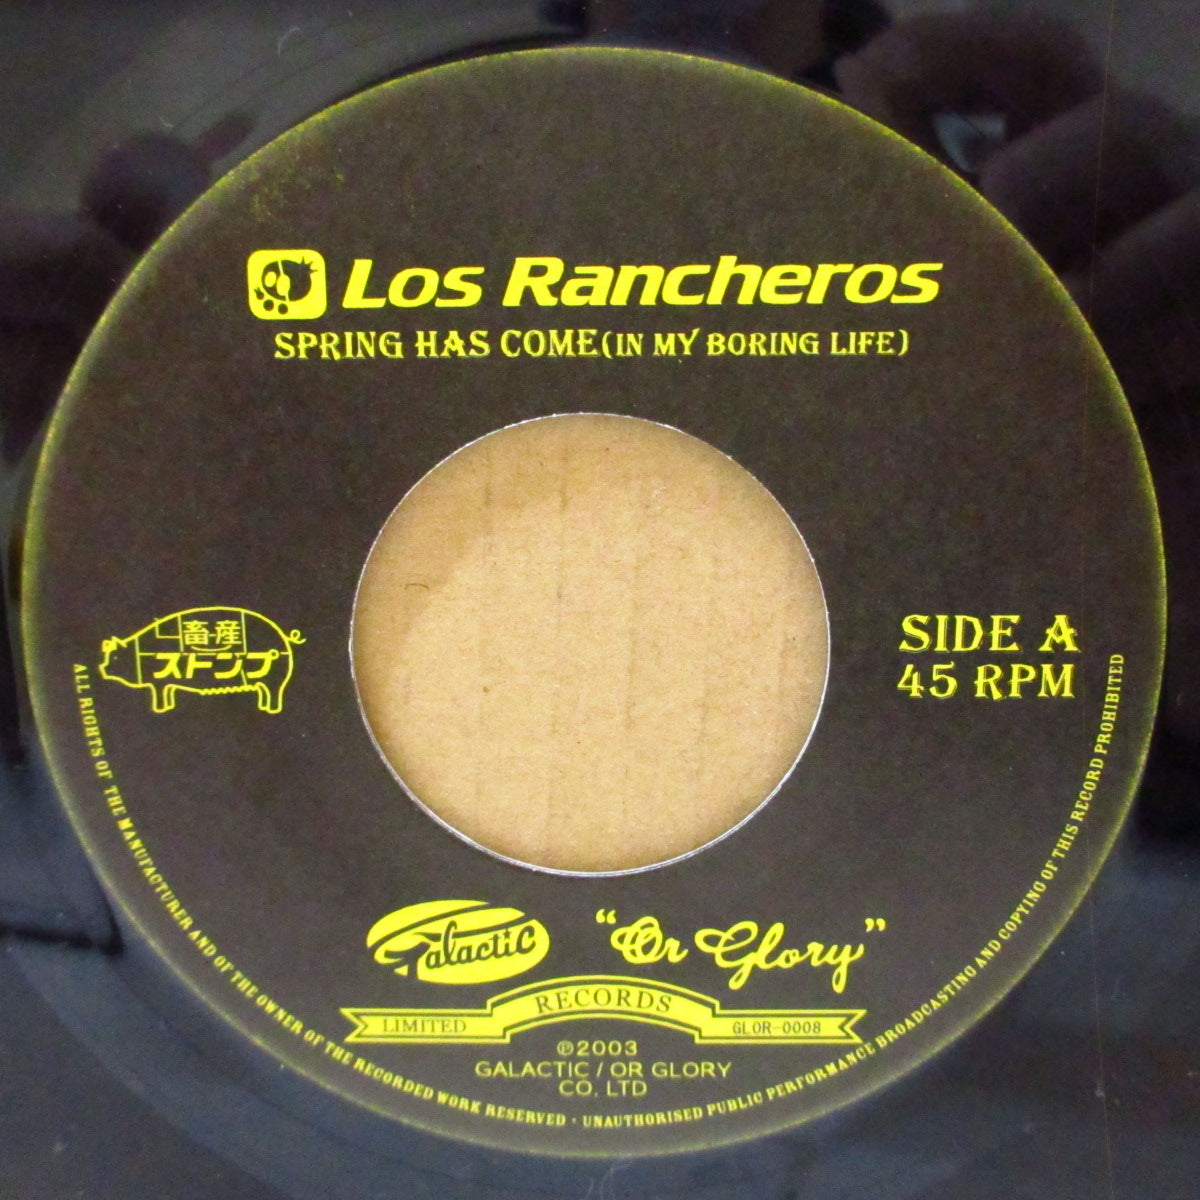 Los Rancheros
SPRING HAS COME(IN MY BORING LIFE)
畜産
ストンプ
SIDE A
45 RPM
Galactic
"Or Glory"
RECORDS
LIMITED
GLOR-0008
℗2003
GALACTIC / OR GLORY
CO. LTD
ALL RIGHTS OF THE MANUFACTURER AND OF THE OWNER OF THE RECORDED WORK RESERVED · UNAUTHORISED PUBLIC PERFORMANCE BROADCASTING AND COPYING OF THIS RECORD PROHIBITED